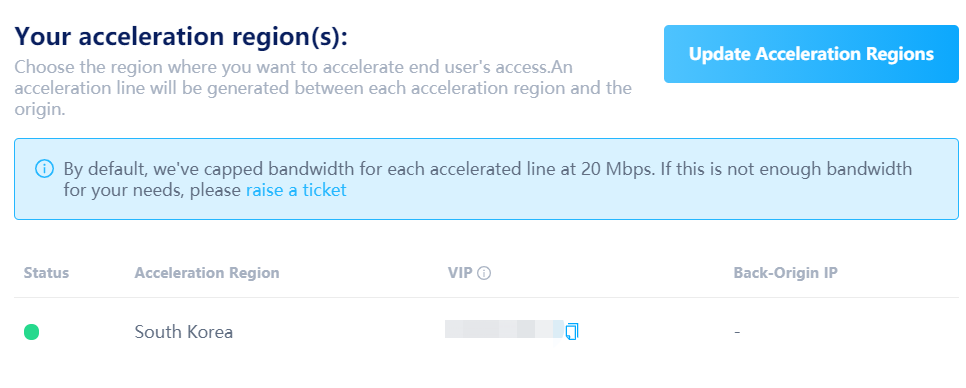 Your acceleration region(s):
Update Acceleration Regions
Choose the region where you want to accelerate end user's access.An
acceleration line will be generated between each acceleration region and the
origin.
By default, we've capped bandwidth for each accelerated line at 20 Mbps. If this is not enough bandwidth
for your needs, please raise a ticket
Status Acceleration Region VIP Back-Origin IP
South Korea -